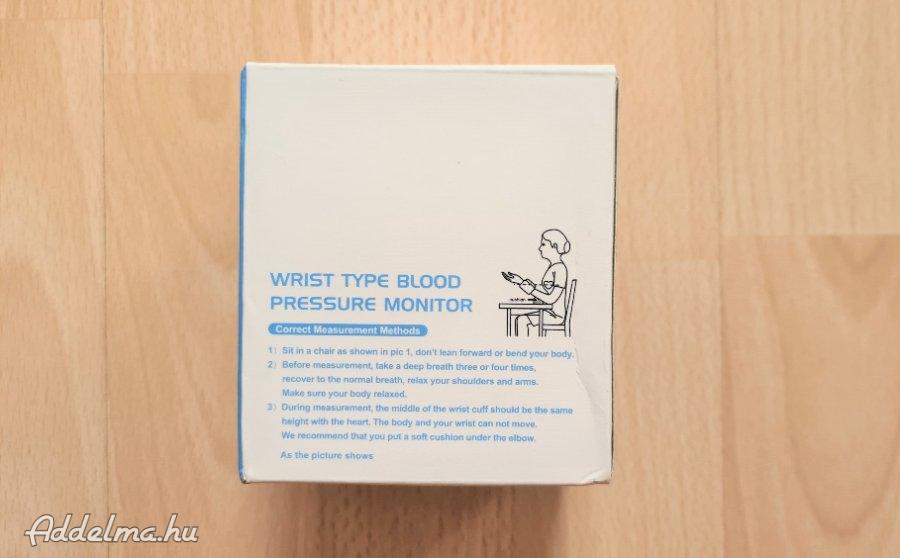 WRIST TYPE BLOOD
PRESSURE MONITOR
Correct Measurement Methods
1) Sit in a chair as shown in pic 1, don't lean forward or bend your body.
2) Before measurement, take a deep breath three or four times,
recover to the normal breath, relax your shoulders and arms.
Make sure your body relaxed.
3) During measurement, the middle of the wrist cuff should be the same
height with the heart. The body and your wrist can not move.
We recommend that you put a soft cushion under the elbow.
As the picture shows
Addelma.hu